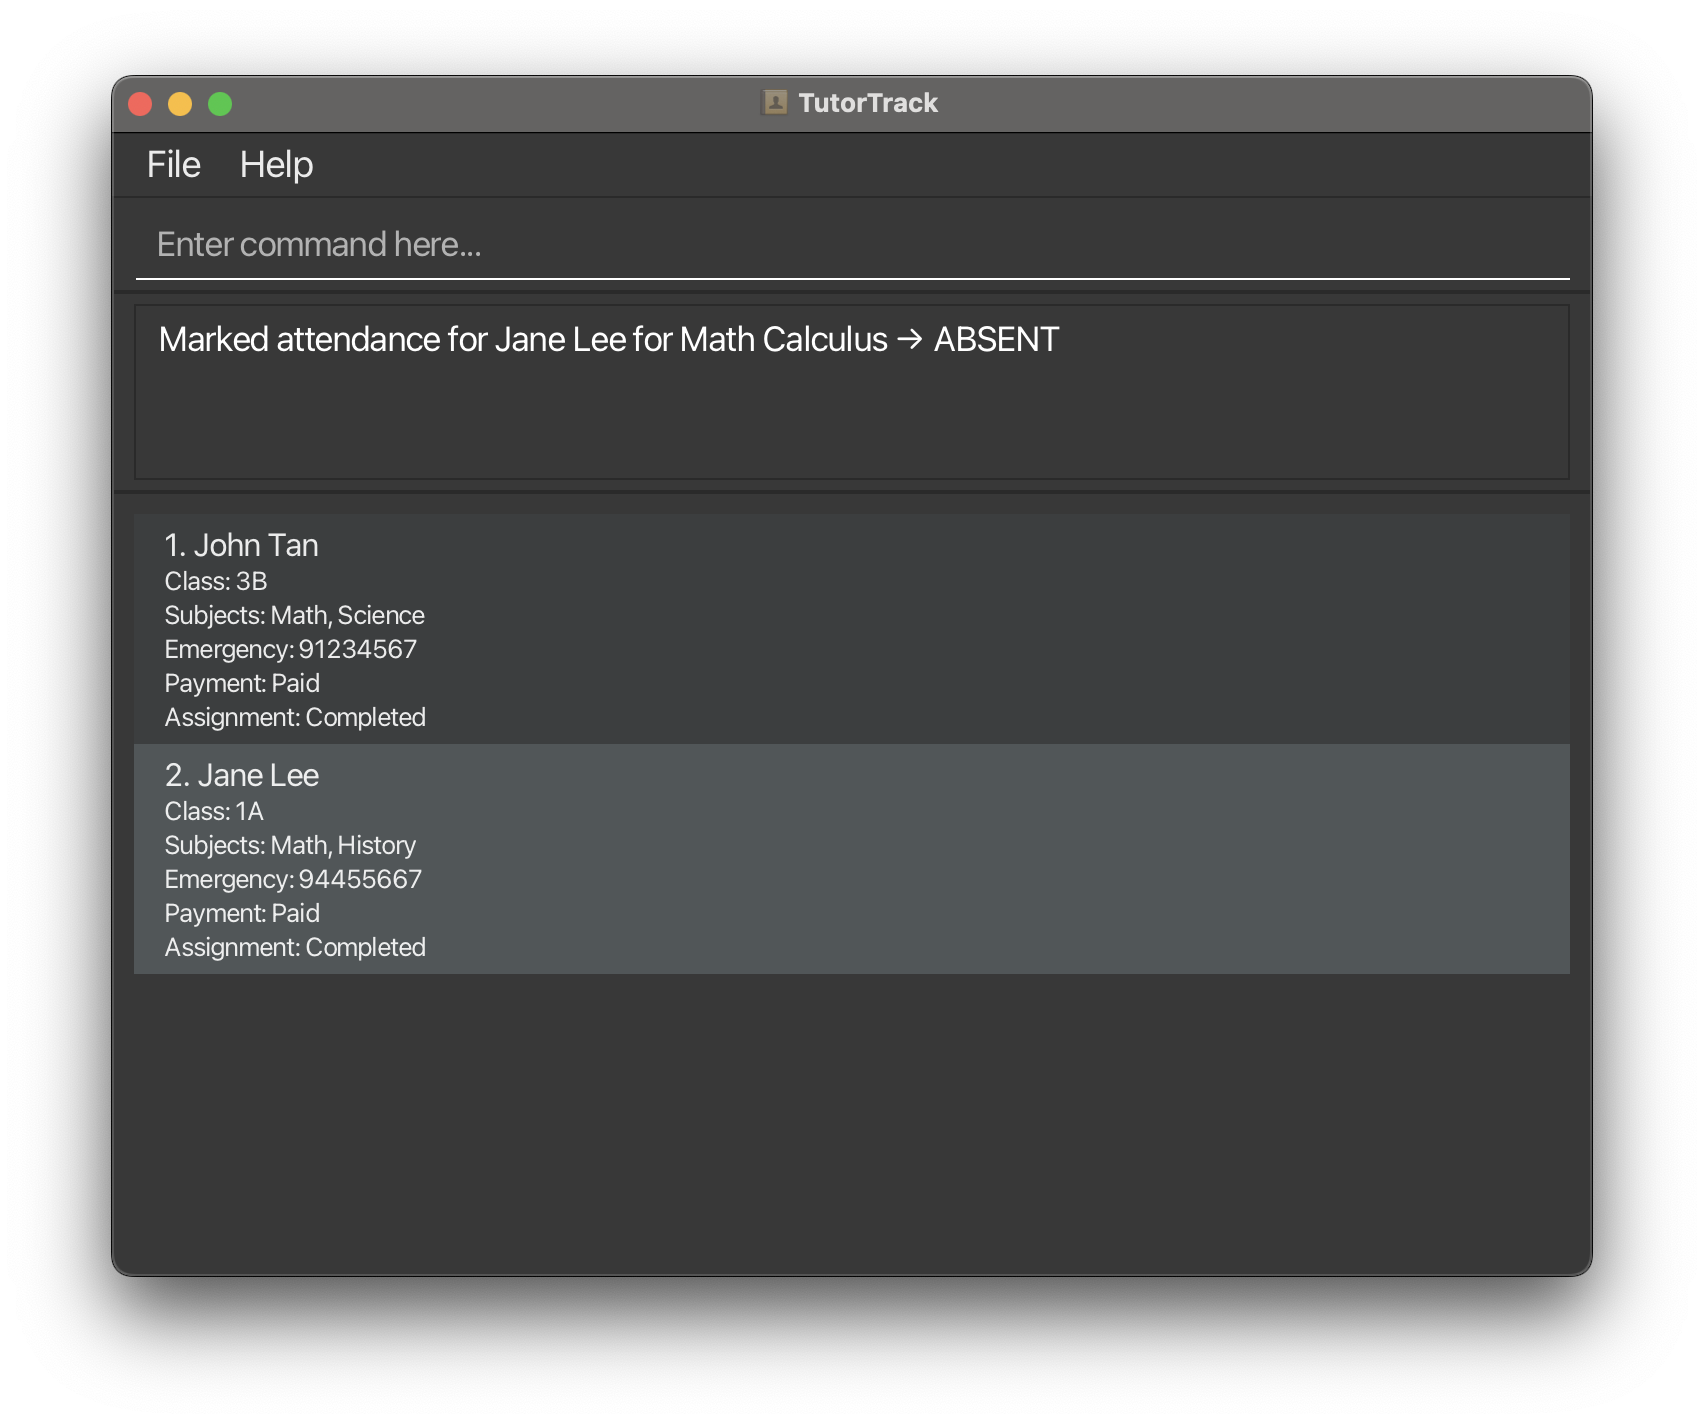 TutorTrack
File Help
Enter command here...
Marked attendance for Jane Lee for Math Calculus → ABSENT
1. John Tan
Class: 3B
Subjects: Math, Science
Emergency: 91234567
Payment: Paid
Assignment: Completed
2. Jane Lee
Class: 1A
Subjects: Math, History
Emergency: 94455667
Payment: Paid
Assignment: Completed